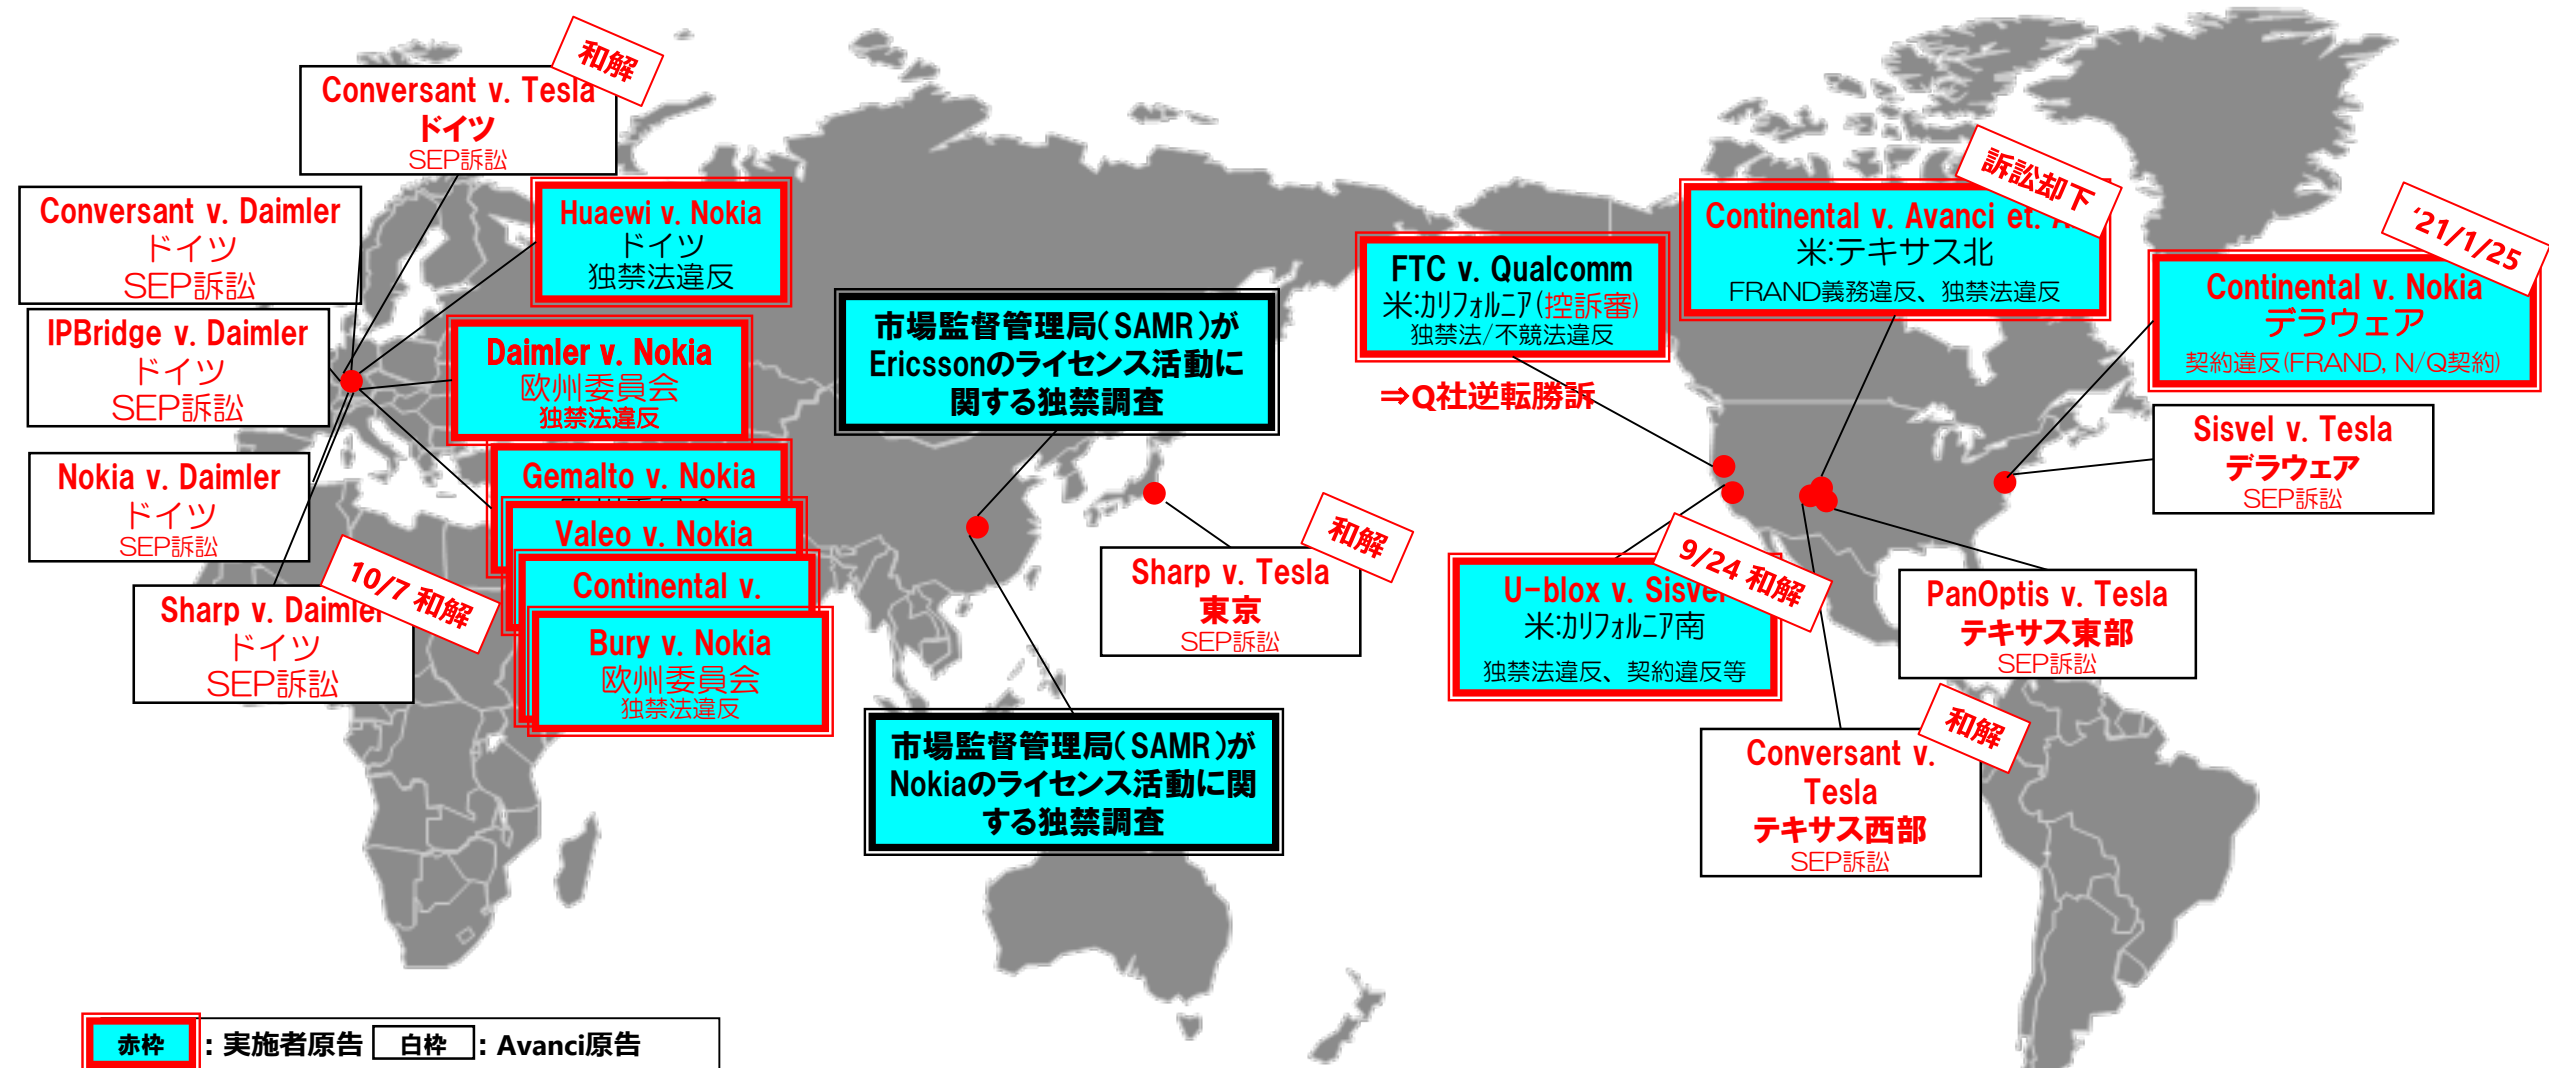 和解
Conversant v. Tesla
ドイツ
SEP訴訟
Conversant v. Daimler
ドイツ
SEP訴訟
IPBridge v. Daimler
ドイツ
SEP訴訟
Nokia v. Daimler
ドイツ
SEP訴訟
10/7 和解
Sharp v. Daimler
ドイツ
SEP訴訟
Huaewi v. Nokia
ドイツ
独禁法違反
Daimler v. Nokia
欧州委員会
独禁法違反
Gemalto v. Nokia
Valeo v. Nokia
Continental v.
Bury v. Nokia
欧州委員会
独禁法違反
市場監督管理局(SAMR)が
Ericssonのライセンス活動に
関する独禁調査
市場監督管理局(SAMR)が
Nokiaのライセンス活動に関
する独禁調査
和解
Sharp v. Tesla
東京
SEP訴訟
FTC v. Qualcomm
米:カリフォルニア(控訴審)
独禁法/不競法違反
⇒Q社逆転勝訴
訴訟却下
Continental v. Avanci et.
米:テキサス北
FRAND義務違反、独禁法違反
'21/1/25
Continental v. Nokia
デラウェア
契約違反(FRAND, N/Q契約)
Sisvel v. Tesla
デラウェア
SEP訴訟
9/24 和解
U-blox v. Sisvel
米:カリフォルニア南
独禁法違反、契約違反等
PanOptis v. Tesla
テキサス東部
SEP訴訟
和解
Conversant v.
Tesla
テキサス西部
SEP訴訟
赤枠 : 実施者原告 白枠 : Avanci原告